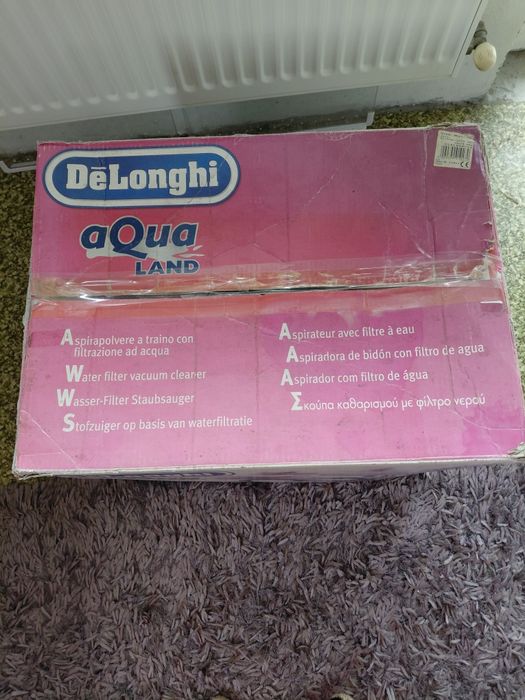 DēLonghi
aQua
LAND
Aspirapolvere a traino con
filtrazione ad acqua
Water filter vacuum cleaner
Wasser-Filter Staubsauger
Stofzuiger op basis van waterfiltratie
Aspirateur avec filtre à eau
Aspiradora de bidón con filtro de agua
Aspirador com filtro de água
Σκούπα καθαρισμού με φίλτρο νερού